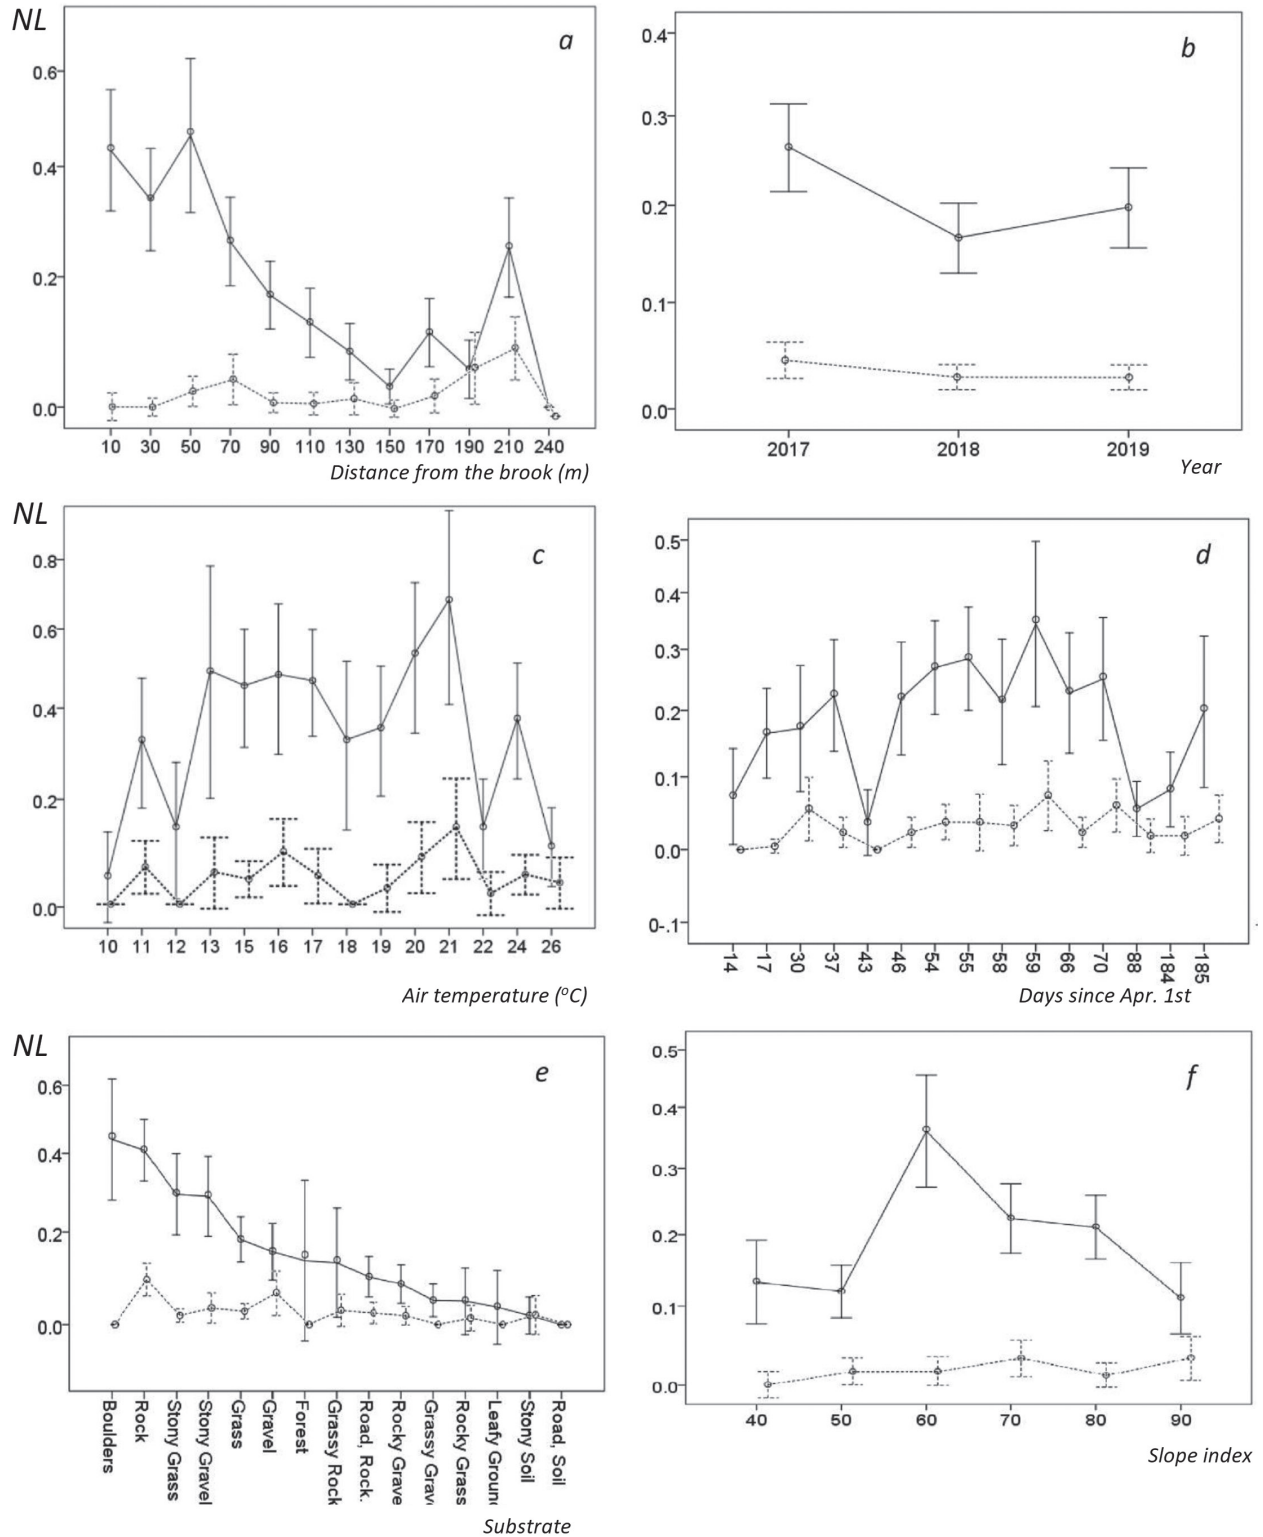 NL
a
0.6
0.4
0.2
0.0
10 30 50 70 90 110 130 150 170 190 210 240
Distance from the brook (m)
b
0.4
0.3
0.2
0.1
0.0
2017 2018 2019
Year
NL
c
0.8
0.6
0.4
0.2
0.0
10 11 12 13 15 16 17 18 19 20 21 22 24 26
Air temperature (°C)
d
0.5
0.4
0.3
0.2
0.1
0.0
0-.1
14 17 30 37 43 46 54 55 58 59 66 70 88 184 185
Days since Apr. 1st
NL
e
0.6
0.4
0.2
0.0
Boulders
Rock
Stony Grass
Stony Gravel
Grass
Gravel
Forest
Grassy Rock
Road, Rock.
Rocky Grave
Grassy Grav
Rocky Grass
Leafy Groun
Stony Soil
Road, Soil
Substrate
f
0.5
0.4
0.3
0.2
0.1
0.0
40 50 60 70 80 90
Slope index